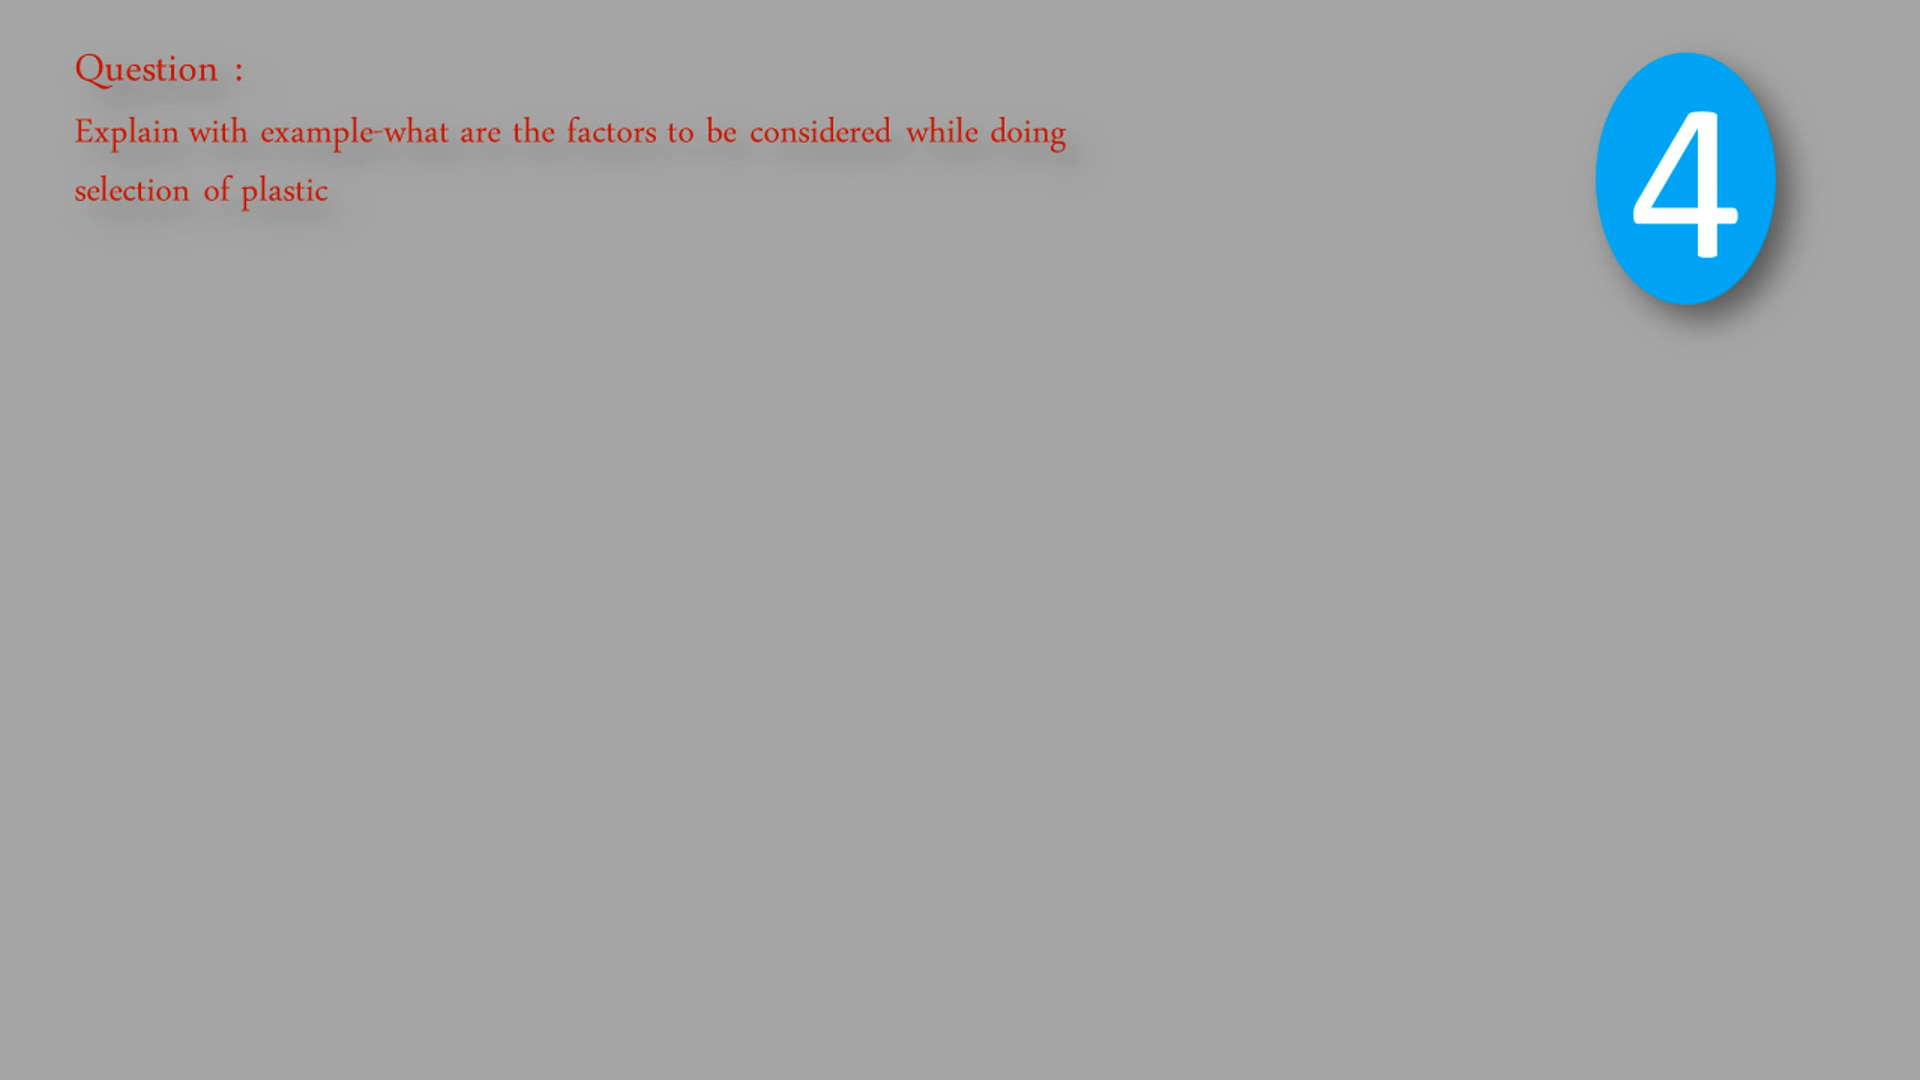 Question :
Explain with example-what are the factors to be considered while doing
selection of plastic
4